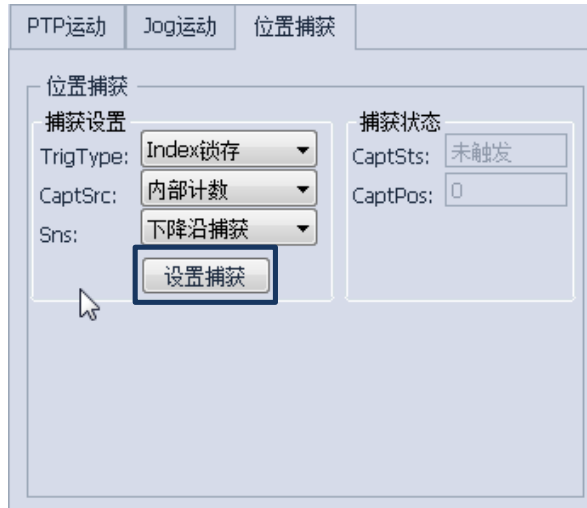 PTP运动 Jog运动 位置捕获
位置捕获
捕获设置
TrigType: Index锁存
CaptSrc: 内部计数
Sns: 下降沿捕获
设置捕获
捕获状态
CaptSts: 未触发
CaptPos: 0